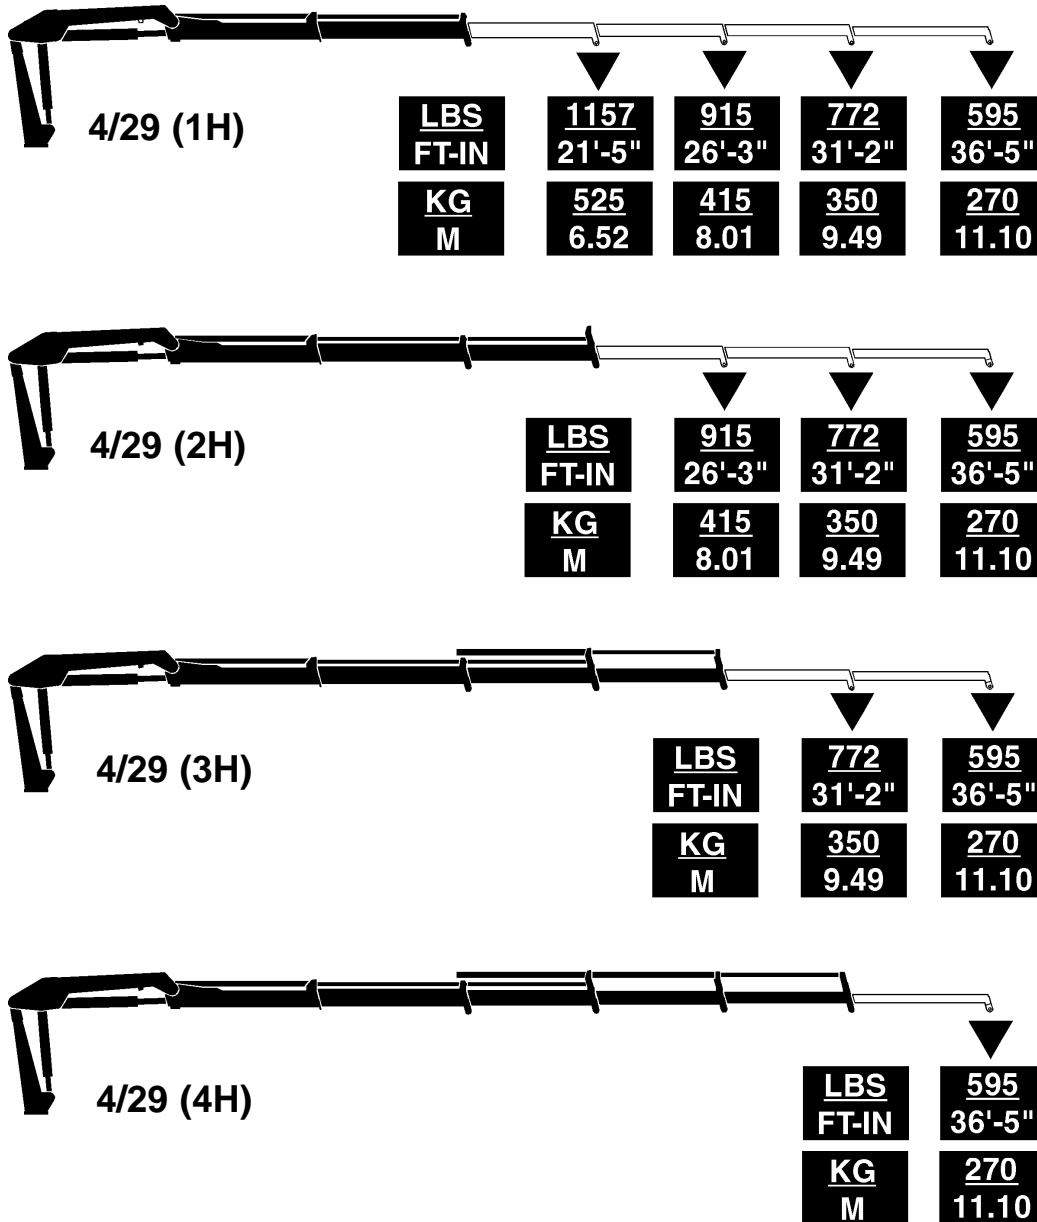 4/29 (1H)
LBS 1157 915 772 595
FT-IN 21'-5" 26'-3" 31'-2" 36'-5"
KG 525 415 350 270
M 6.52 8.01 9.49 11.10
4/29 (2H)
LBS 915 772 595
FT-IN 26'-3" 31'-2" 36'-5"
KG 415 350 270
M 8.01 9.49 11.10
4/29 (3H)
LBS 772 595
FT-IN 31'-2" 36'-5"
KG 350 270
M 9.49 11.10
4/29 (4H)
LBS 595
FT-IN 36'-5"
KG 270
M 11.10